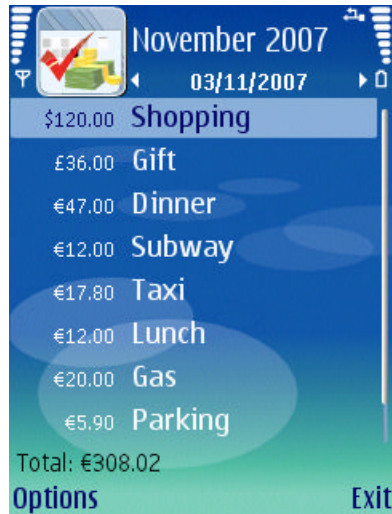 November 2007
03/11/2007
$120.00 Shopping
£36.00 Gift
€47.00 Dinner
€12.00 Subway
€17.80 Taxi
€12.00 Lunch
€20.00 Gas
€5.90 Parking
Total: €308.02
Options Exit